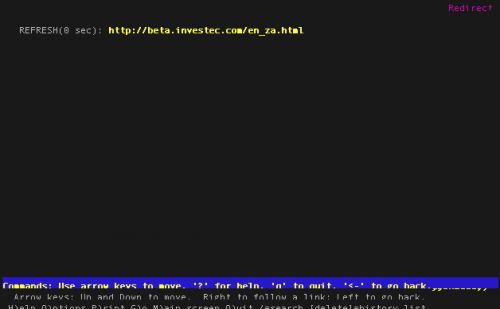 Redirect
REFRESH(0 sec): http://beta.investec.com/en_za.html
Commands: Use arrow keys to move, '?' for help, 'q' to quit, '<-' to go back.
Arrow keys: Up and Down to move. Right to follow a link; Left to go back.
H)elp O)ptions P)rint G)o M)ain screen Q)uit /=search [delete]=history list